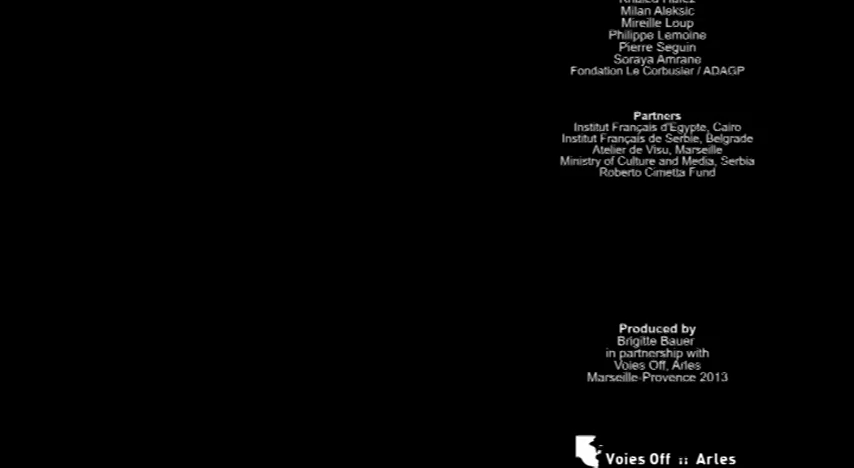 Khaled Hafez
Milan Aleksic
Mireille Loup
Philippe Lemoine
Pierre Seguin
Soraya Amrane
Fondation Le Corbusier / ADAGP
Partners
Institut Français d'Egypte, Cairo
Institut Français de Serbie, Belgrade
Atelier de Visu, Marseille
Ministry of Culture and Media, Serbia
Roberto Cimetta Fund
Produced by
Brigitte Bauer
in partnership with
Voies Off, Arles
Marseille-Provence 2013
Voies Off :: Arles